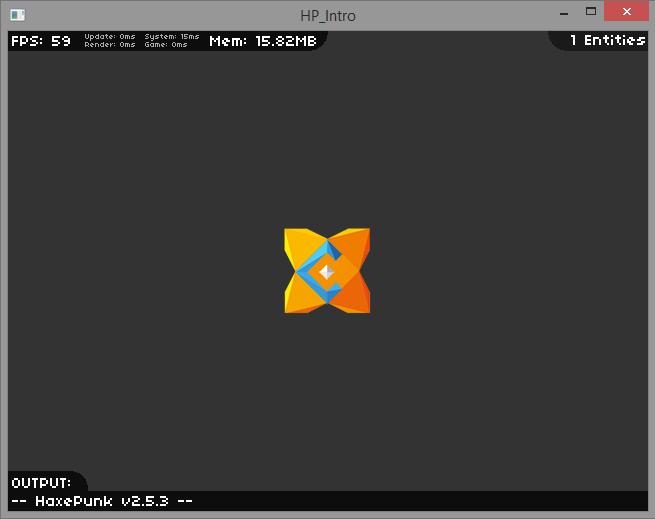 HP_Intro
FPS: 59
Update: 0ms System: 15ms
Render: 0ms Game: 0ms
Mem: 15.82MB
1 Entities
OUTPUT:
-- HaxePunk v2.5.3 --